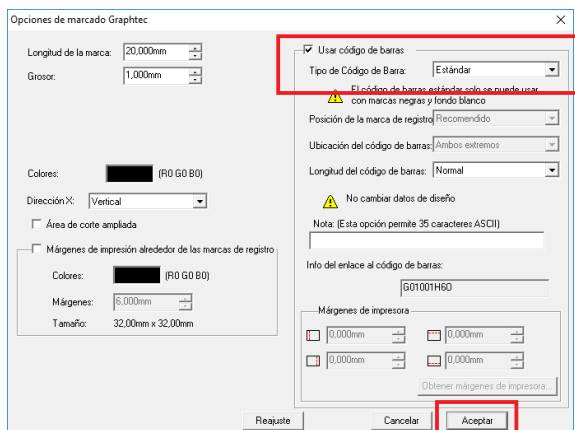 Opciones de marcado Graphtec
Longitud de la marca: 20,000mm
Grosor: 1,000mm
Colores: (R0 G0 B0)
Dirección X: Vertical
Área de corte ampliada
Márgenes de impresión alrededor de las marcas de registro
Colores: (R0 G0 B0)
Márgenes: 6,000mm
Tamaño: 32,00mm x 32,00mm
Usar código de barras
Tipo de Código de Barra: Estándar
El código de barras estándar solo se puede usar
con marcas negras y fondo blanco
Posición de la marca de registro Recomendido
Ubicación del código de barras: Ambos extremos
Longitud del código de barras: Normal
No cambiar datos de diseño
Nota: (Esta opción permite 35 caracteres ASCII)
Info del enlace al código de barras:
G01001H60
Márgenes de impresora
0,000mm 0,000mm
0,000mm 0,000mm
Obtener márgenes de impresora...
Reajuste Cancelar Aceptar